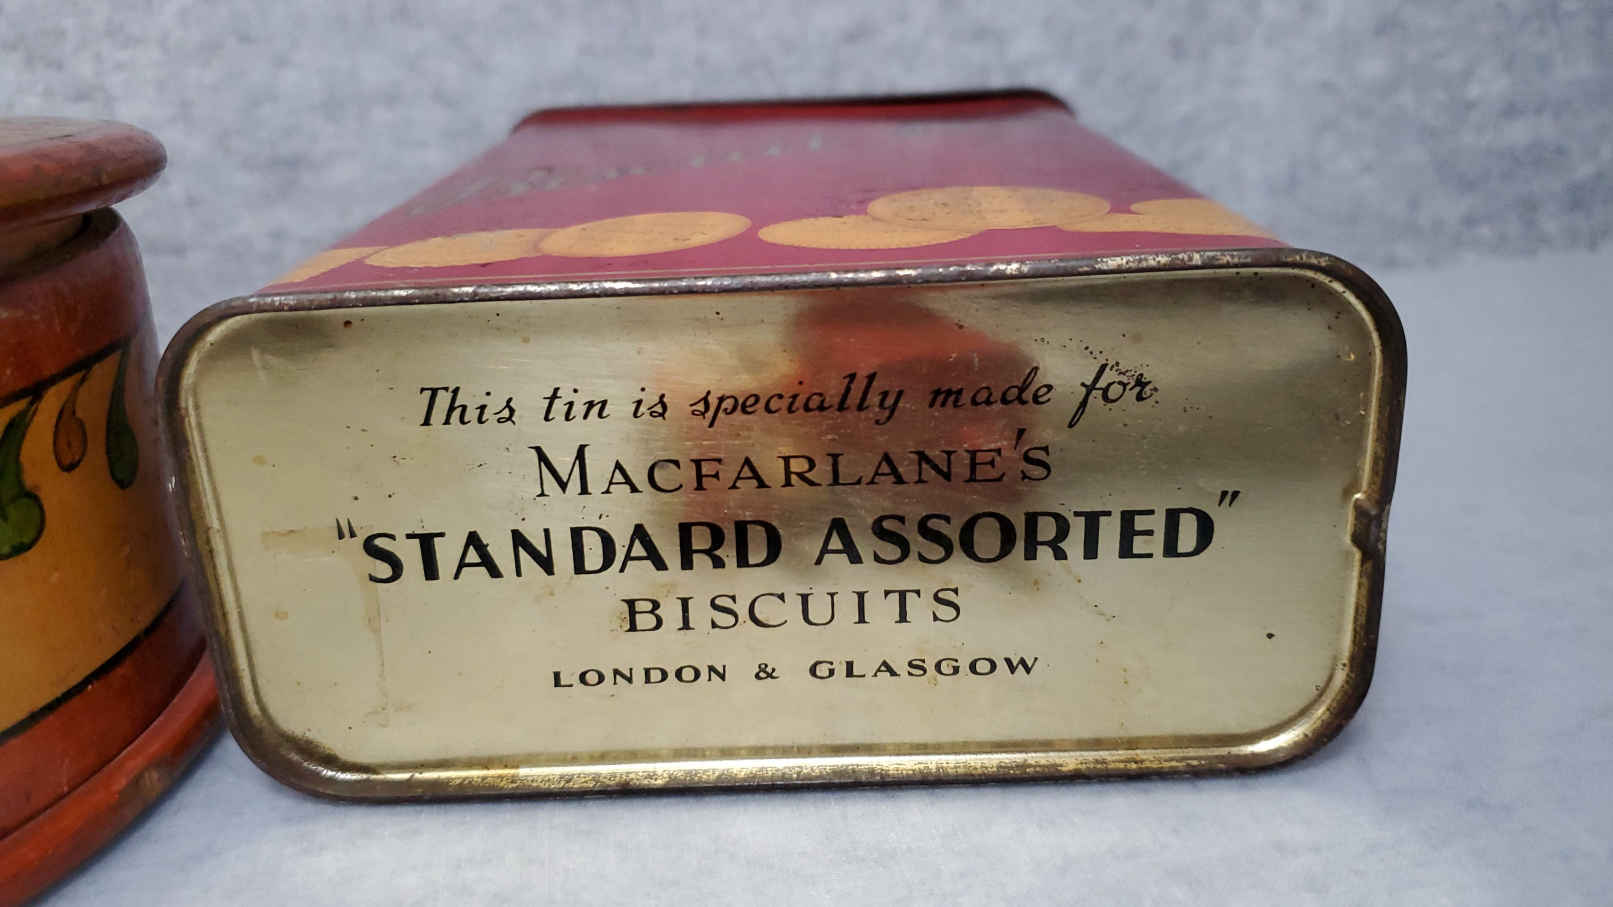 This tin is specially made for
MACFARLANE'S
"STANDARD ASSORTED"
BISCUITS
LONDON & GLASGOW